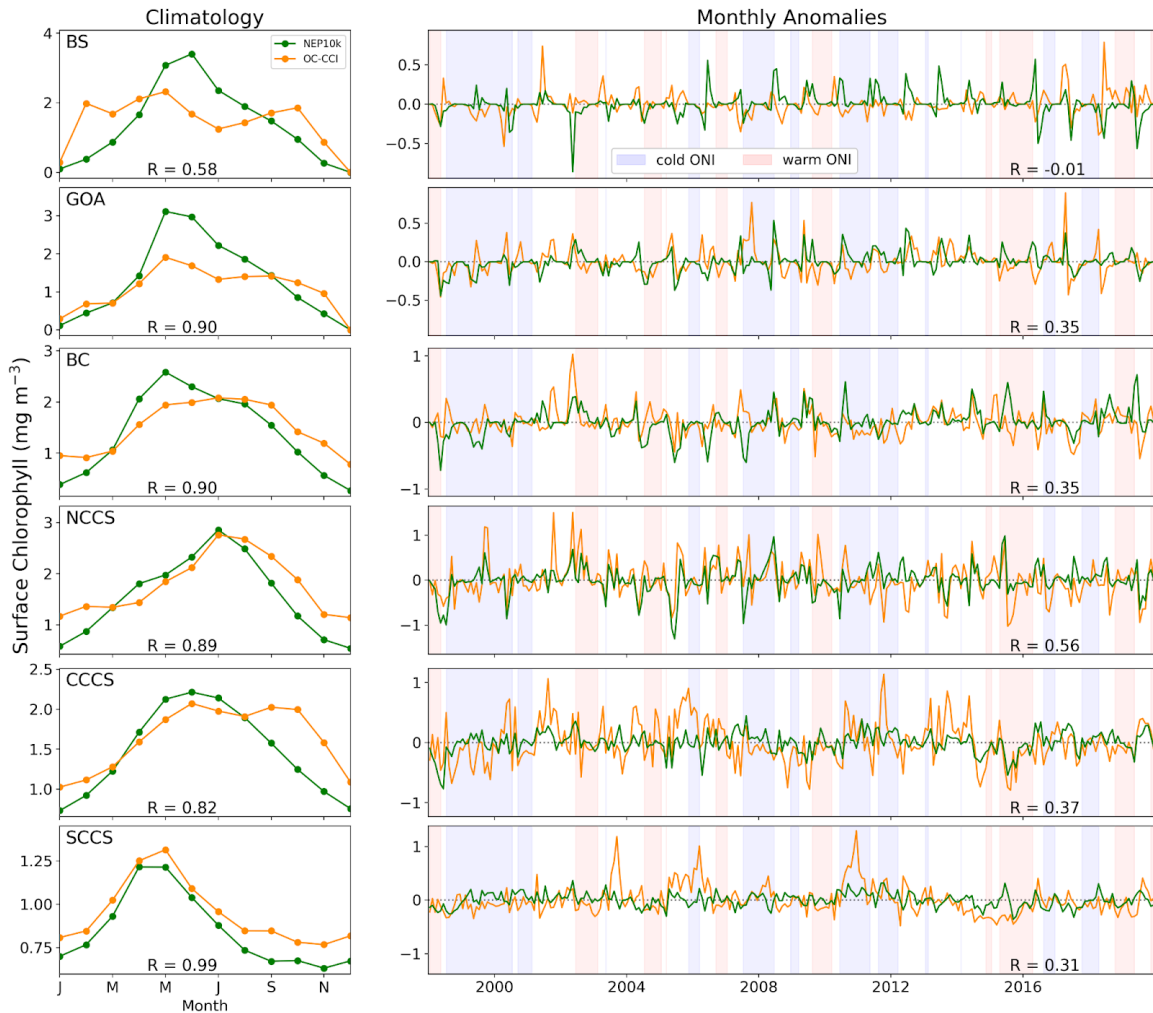 Climatology
Monthly Anomalies
Surface Chlorophyll (mg m⁻³)
BS
NEP10k
OC-CCI
4
2
0
R = 0.58
0.5
0.0
−0.5
cold ONI
warm ONI
R = -0.01
GOA
3
2
1
0
R = 0.90
0.5
0.0
−0.5
R = 0.35
BC
3
2
1
R = 0.90
1
0
−1
R = 0.35
NCCS
3
2
1
R = 0.89
1
0
−1
R = 0.56
CCCS
2.5
2.0
1.5
1.0
R = 0.82
1
0
−1
R = 0.37
SCCS
1.25
1.00
0.75
R = 0.99
1
0
−1
R = 0.31
J M M J S N
Month
2000 2004 2008 2012 2016